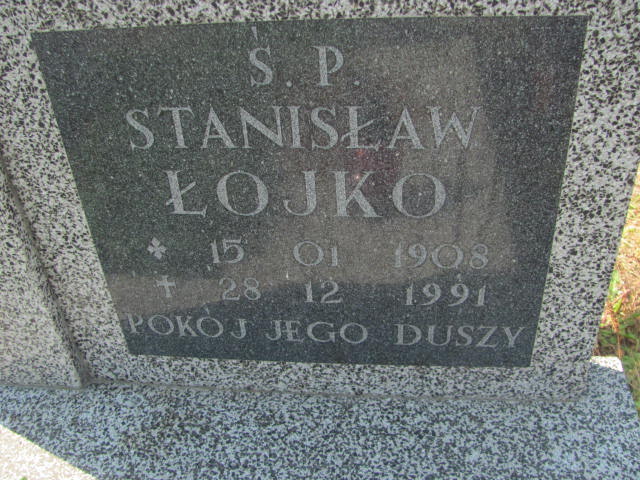 Ś. P.
STANISŁAW
ŁOJKO
* 15 01 1908
✝ 28 12 1991
POKÓJ JEGO DUSZY